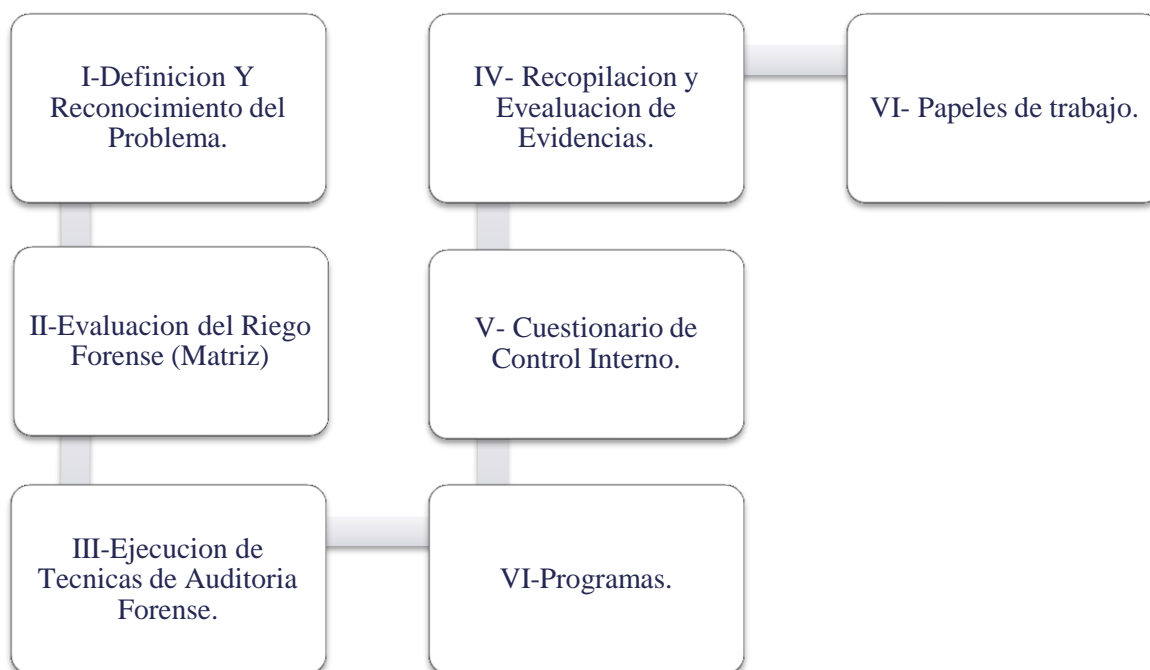 I-Definicion Y
Reconocimiento del
Problema.
II-Evaluacion del Riego
Forense (Matriz)
III-Ejecucion de
Tecnicas de Auditoria
Forense.
VI-Programas.
V- Cuestionario de
Control Interno.
IV- Recopilacion y
Evealuacion de
Evidencias.
VI- Papeles de trabajo.